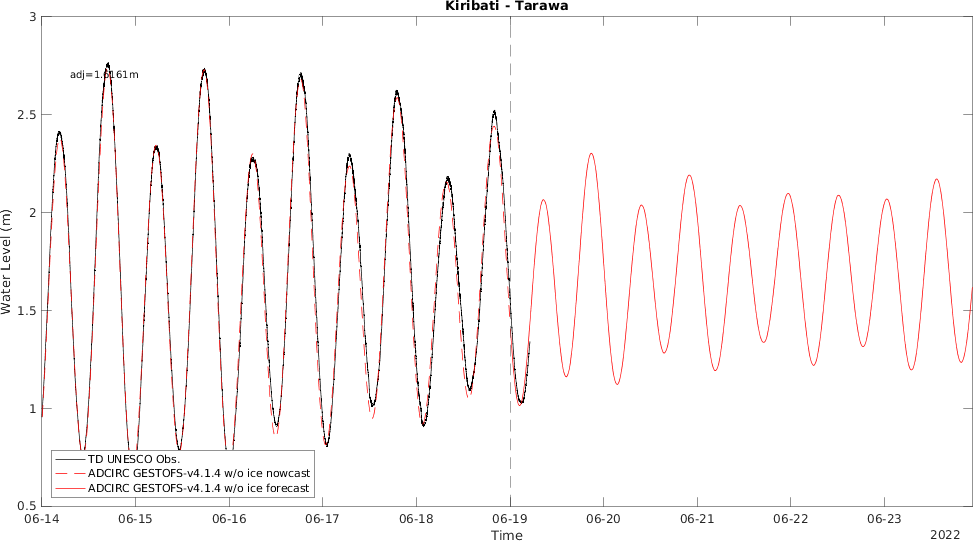 Kiribati - Tarawa
3
adj=1.6161m
2.5
2
Water Level (m)
1.5
1
TD UNESCO Obs.
ADCIRC GESTOFS-v4.1.4 w/o ice nowcast
ADCIRC GESTOFS-v4.1.4 w/o ice forecast
0.5
06-14 06-15 06-16 06-17 06-18 06-19 06-20 06-21 06-22 06-23
Time
2022